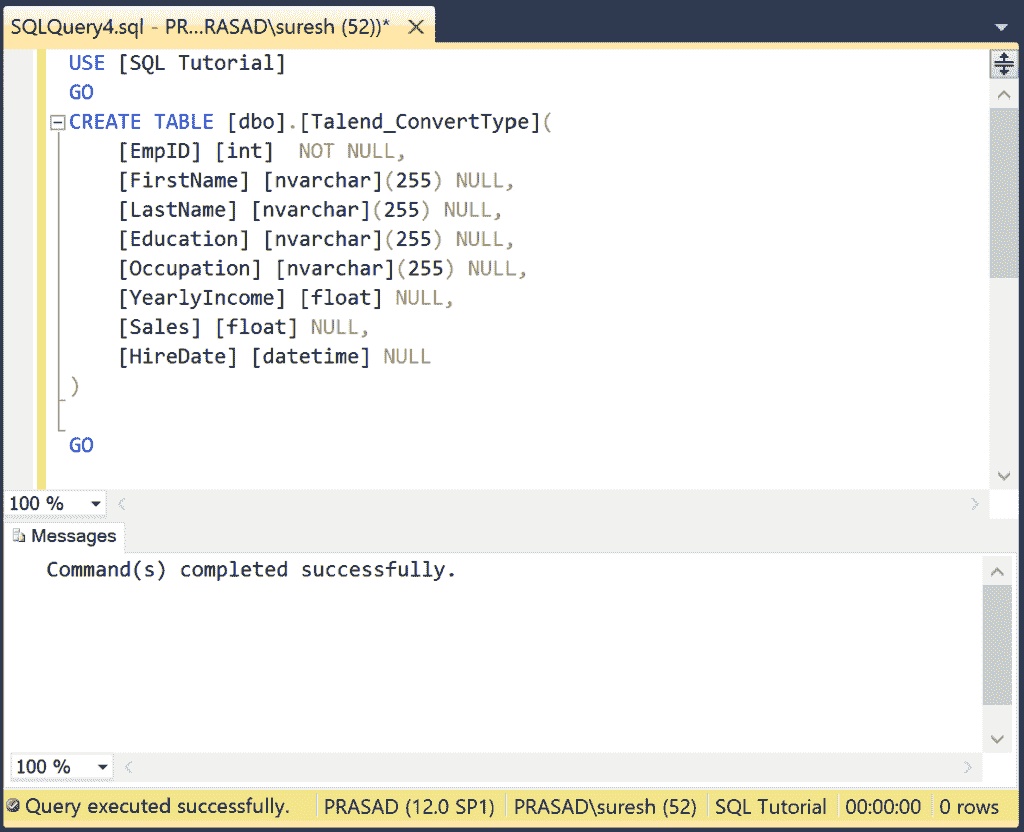 SQLQuery4.sql - PR...RASAD\suresh (52))*
USE [SQL Tutorial]
GO
CREATE TABLE [dbo].[Talend_ConvertType](
[EmpID] [int]  NOT NULL,
[FirstName] [nvarchar](255) NULL,
[LastName] [nvarchar](255) NULL,
[Education] [nvarchar](255) NULL,
[Occupation] [nvarchar](255) NULL,
[YearlyIncome] [float] NULL,
[Sales] [float] NULL,
[HireDate] [datetime] NULL
)
GO
100 %
Messages
Command(s) completed successfully.
100 %
Query executed successfully. PRASAD (12.0 SP1) PRASAD\suresh (52) SQL Tutorial 00:00:00 0 rows